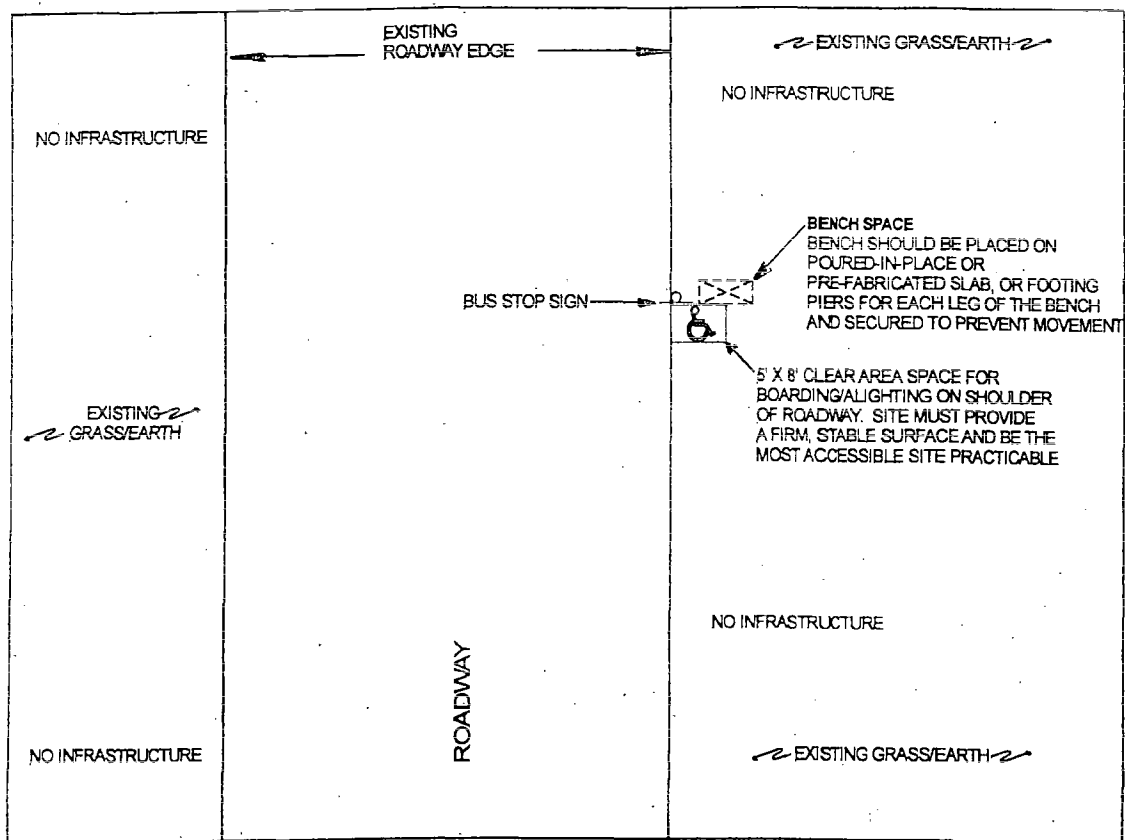 EXISTING
ROADWAY EDGE
EXISTING GRASS/EARTH
NO INFRASTRUCTURE
NO INFRASTRUCTURE
BENCH SPACE
BENCH SHOULD BE PLACED ON
POURED-IN-PLACE OR
PRE-FABRICATED SLAB, OR FOOTING
PIERS FOR EACH LEG OF THE BENCH
AND SECURED TO PREVENT MOVEMENT
BUS STOP SIGN
5' X 8' CLEAR AREA SPACE FOR
BOARDING/ALIGHTING ON SHOULDER
OF ROADWAY. SITE MUST PROVIDE
A FIRM, STABLE SURFACE AND BE THE
MOST ACCESSIBLE SITE PRACTICABLE
EXISTING
GRASS/EARTH
NO INFRASTRUCTURE
ROADWAY
NO INFRASTRUCTURE
EXISTING GRASS/EARTH